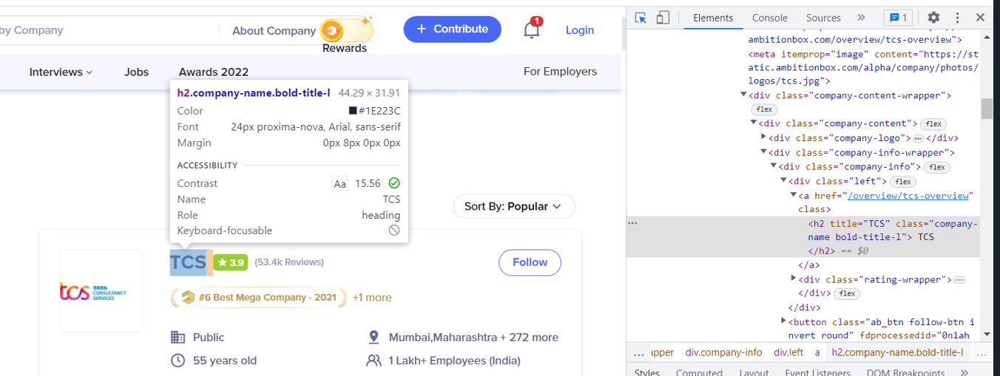 by Company
About Company
Rewards
+ Contribute
1
Login
Interviews
Jobs
Awards 2022
For Employers
h2.company-name.bold-title-l 44.29 × 31.91
Color #1E223C
Font 24px proxima-nova, Arial, sans-serif
Margin 0px 8px 0px 0px
ACCESSIBILITY
Contrast Aa 15.56
Name TCS
Role heading
Keyboard-focusable
Sort By: Popular
TCS ★ 3.9 (53.4k Reviews)
Follow
tcs TATA
CONSULTANCY
SERVICES
#6 Best Mega Company - 2021 +1 more
Public
Mumbai,Maharashtra + 272 more
55 years old
1 Lakh+ Employees (India)
Elements Console Sources » 1
ambitionbox.com/overview/tcs-overview">
<meta itemprop="image" content="https://st
atic.ambitionbox.com/alpha/company/photos/
logos/tcs.jpg">
<div class="company-content-wrapper">
flex
<div class="company-content"> flex
<div class="company-logo"> … </div>
<div class="company-info-wrapper">
<div class="company-info"> flex
<div class="left"> flex
<a href="/overview/tcs-overview"
class>
… <h2 title="TCS" class="company-
name bold-title-l"> TCS
</h2> == $0
</a>
<div class="rating-wrapper"> …
</div> flex
</div>
<button class="ab_btn follow-btn i
nvert round" fdprocessedid="0n1ah
… apper div.company-info div.left a h2.company-name.bold-title-l …
Styles Computed Layout Event Listeners DOM Breakpoints »